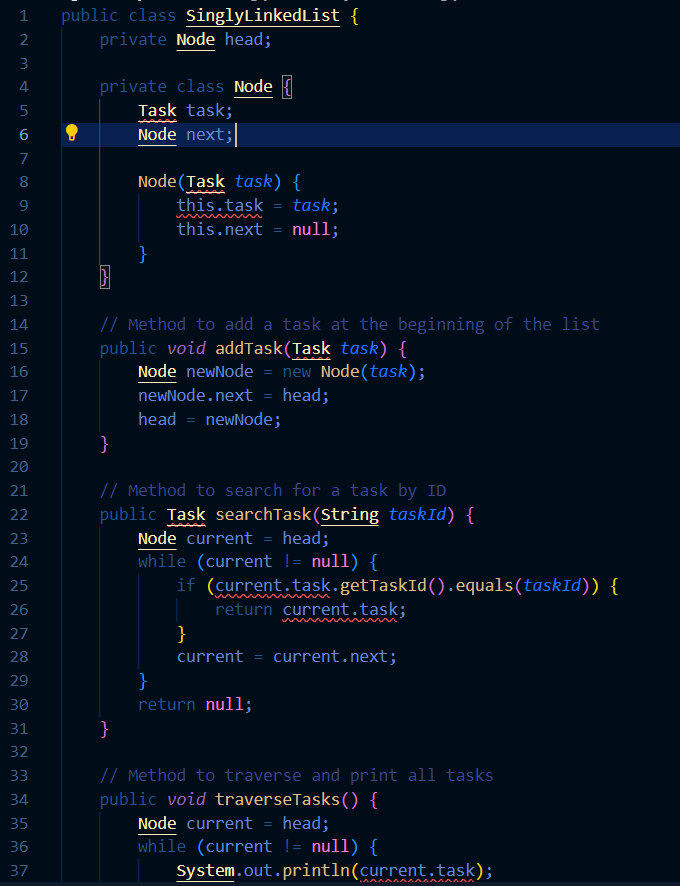 1 public class SinglyLinkedList {
2     private Node head;
3
4     private class Node {
5         Task task;
6         Node next;
7
8         Node(Task task) {
9             this.task = task;
10             this.next = null;
11         }
12     }
13
14     // Method to add a task at the beginning of the list
15     public void addTask(Task task) {
16         Node newNode = new Node(task);
17         newNode.next = head;
18         head = newNode;
19     }
20
21     // Method to search for a task by ID
22     public Task searchTask(String taskId) {
23         Node current = head;
24         while (current != null) {
25             if (current.task.getTaskId().equals(taskId)) {
26                 return current.task;
27             }
28             current = current.next;
29         }
30         return null;
31     }
32
33     // Method to traverse and print all tasks
34     public void traverseTasks() {
35         Node current = head;
36         while (current != null) {
37             System.out.println(current.task);